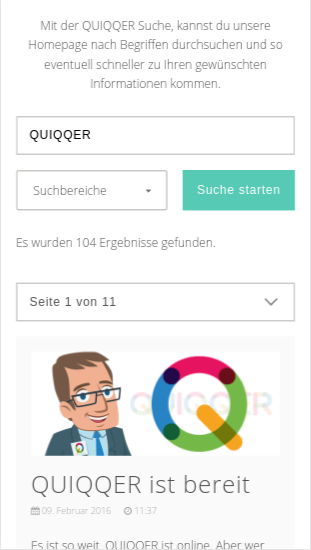 Mit der QUIQQER Suche, kannst du unsere
Homepage nach Begriffen durchsuchen und so
eventuell schneller zu Ihren gewünschten
Informationen kommen.
QUIQQER
Suchbereiche
Suche starten
Es wurden 104 Ergebnisse gefunden.
Seite 1 von 11
QUIQQER
QUIQQER ist bereit
09. Februar 2016 11:37
Es ist so weit, QUIQQER ist online. Aber wer